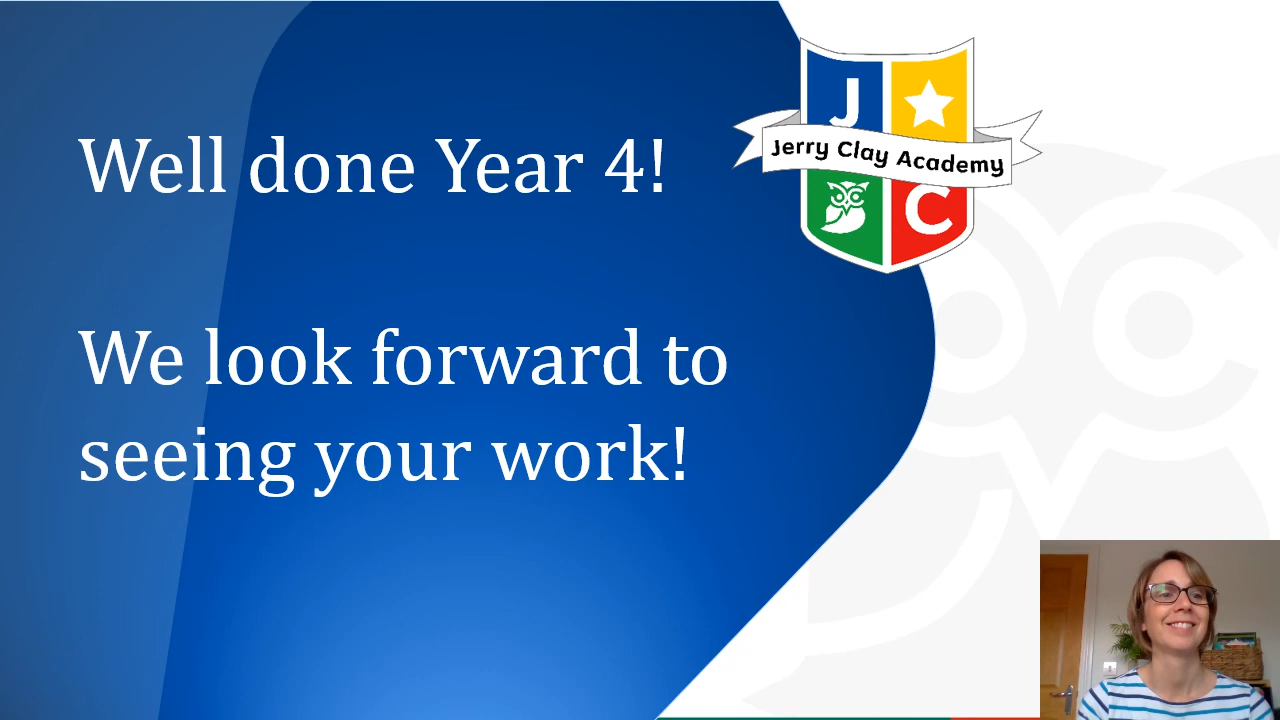 Well done Year 4!
J
Jerry Clay Academy
C
We look forward to
seeing your work!